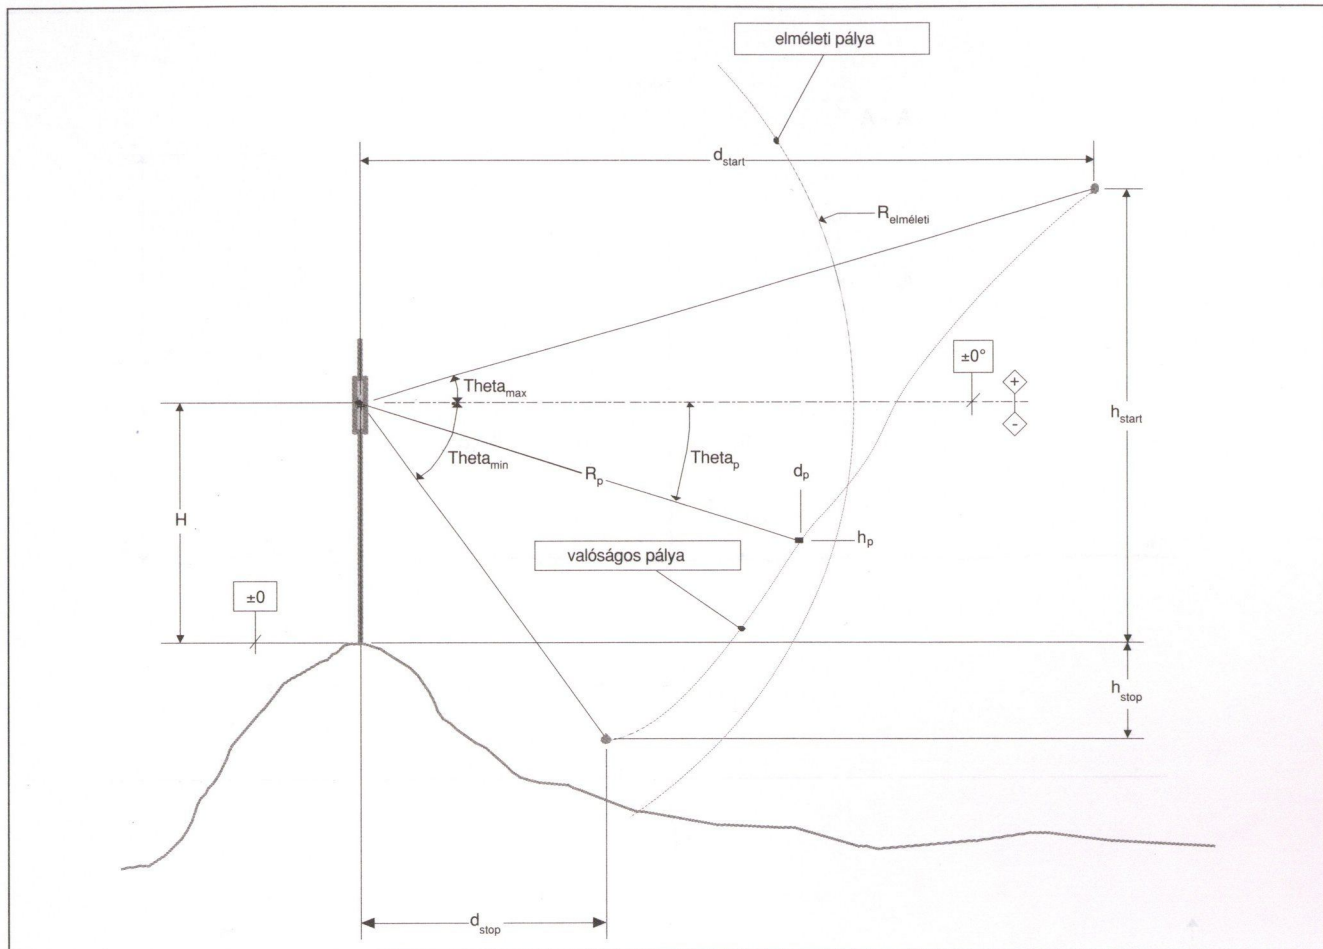 elméleti pálya
d_start
R_elméleti
±0°
Theta_max
+
-
h_start
Theta_min
Theta_p
R_p
d_p
H
h_p
valóságos pálya
±0
h_stop
d_stop